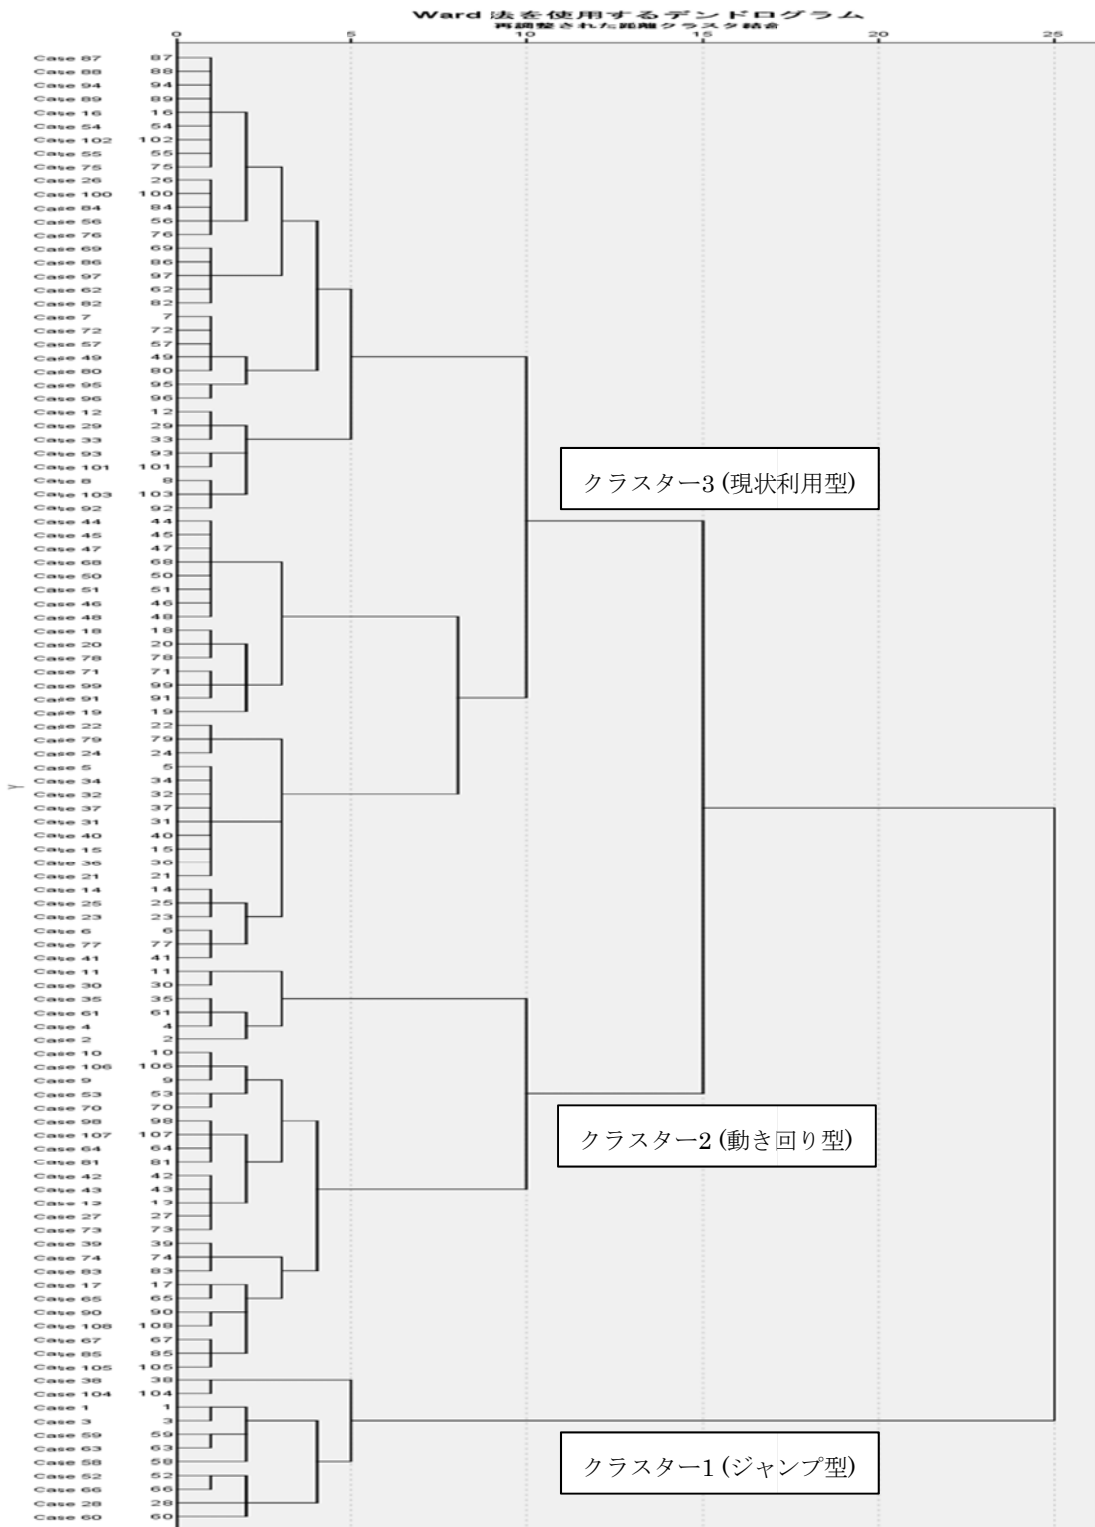 Ward 法を使用するデンドログラム
再調整された距離クラスタ結合
0 5 10 15 20 25
Case 87 87
Case 88 88
Case 94 94
Case 89 89
Case 16 16
Case 54 54
Case 102 102
Case 55 55
Case 75 75
Case 26 26
Case 100 100
Case 84 84
Case 56 56
Case 76 76
Case 69 69
Case 86 86
Case 97 97
Case 62 62
Case 82 82
Case 7 7
Case 72 72
Case 57 57
Case 49 49
Case 80 80
Case 95 95
Case 96 96
Case 12 12
Case 29 29
Case 33 33
Case 93 93
Case 101 101
クラスター3 (現状利用型)
Case 8 8
Case 103 103
Case 92 92
Case 44 44
Case 45 45
Case 47 47
Case 68 68
Case 50 50
Case 51 51
Case 46 46
Case 48 48
Case 18 18
Case 20 20
Case 78 78
Case 71 71
Case 99 99
Case 91 91
Case 19 19
Case 22 22
Case 79 79
Case 24 24
Case 5 5
Case 34 34
Y
Case 32 32
Case 37 37
Case 31 31
Case 40 40
Case 15 15
Case 36 36
Case 21 21
Case 14 14
Case 25 25
Case 23 23
Case 6 6
Case 77 77
Case 41 41
Case 11 11
Case 30 30
Case 35 35
Case 61 61
Case 4 4
Case 2 2
Case 10 10
Case 106 106
Case 9 9
Case 53 53
Case 70 70
Case 98 98
Case 107 107
クラスター2 (動き回り型)
Case 64 64
Case 81 81
Case 42 42
Case 43 43
Case 13 13
Case 27 27
Case 73 73
Case 39 39
Case 74 74
Case 83 83
Case 17 17
Case 65 65
Case 90 90
Case 108 108
Case 67 67
Case 85 85
Case 105 105
Case 38 38
Case 104 104
Case 1 1
Case 3 3
Case 59 59
Case 63 63
Case 58 58
クラスター1 (ジャンプ型)
Case 52 52
Case 66 66
Case 28 28
Case 60 60